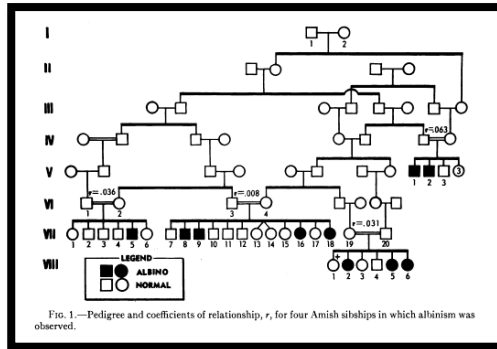 I
1 2
II
III
IV
r=.063
V
1 2 3 3
r=.036 r=.008
VI
1 2 3 4
r=.031
VII
1 2 3 4 5 6 7 8 9 10 11 12 13 14 15 16 17 18 19 20
VIII
1 2 3 4 5 6
LEGEND
ALBINO
NORMAL
FIG. 1.—Pedigree and coefficients of relationship, r, for four Amish sibships in which albinism was
observed.